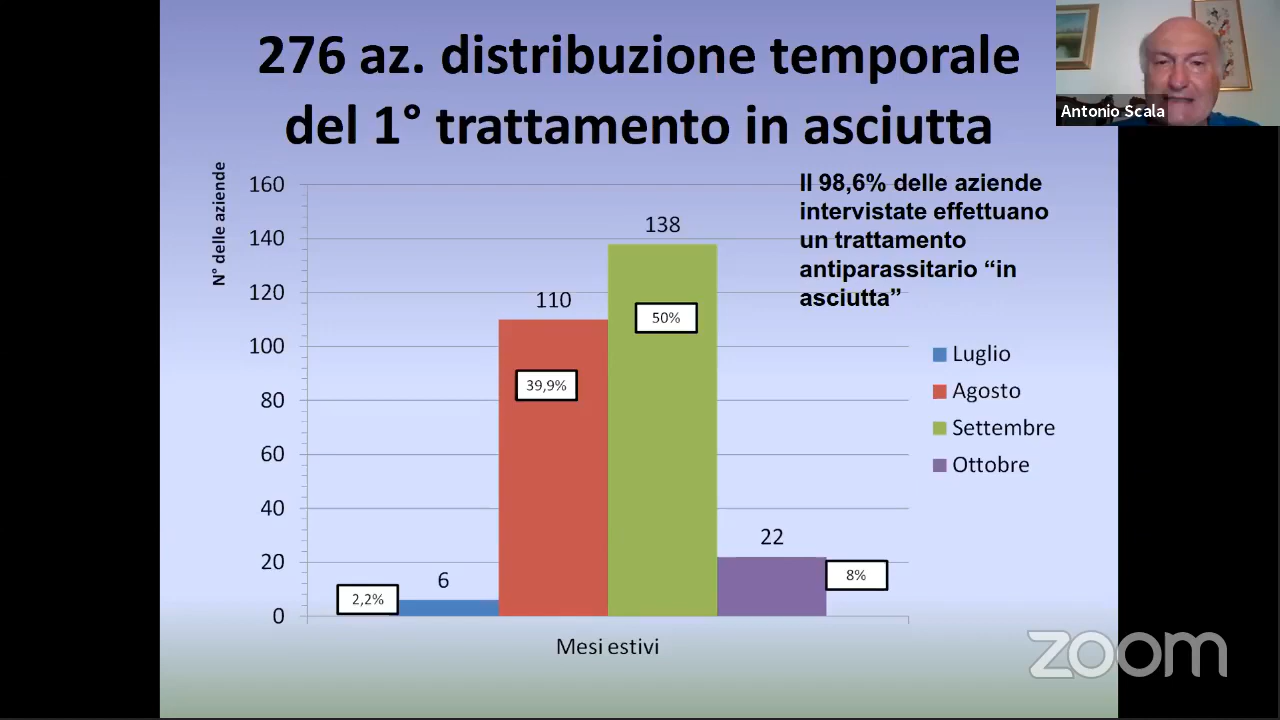 276 az. distribuzione temporale
del 1° trattamento in asciutta
Antonio Scala
N° delle aziende
Il 98,6% delle aziende
intervistate effettuano
un trattamento
antiparassitario “in
asciutta”
160
140
120
100
80
60
40
20
0
2,2%
6
110
39,9%
138
50%
22
8%
Luglio
Agosto
Settembre
Ottobre
Mesi estivi
zoom